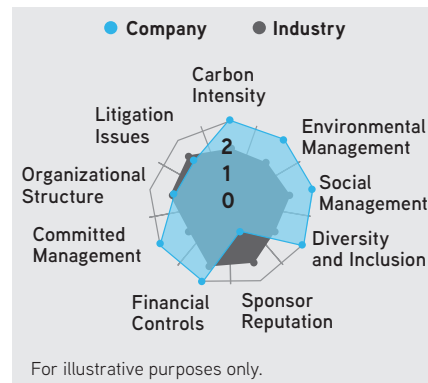 Company Industry
Carbon
Intensity
Litigation
Issues
Environmental
Management
2
1
0
Organizational
Structure
Social
Management
Committed
Management
Diversity
and Inclusion
Financial
Controls
Sponsor
Reputation
For illustrative purposes only.